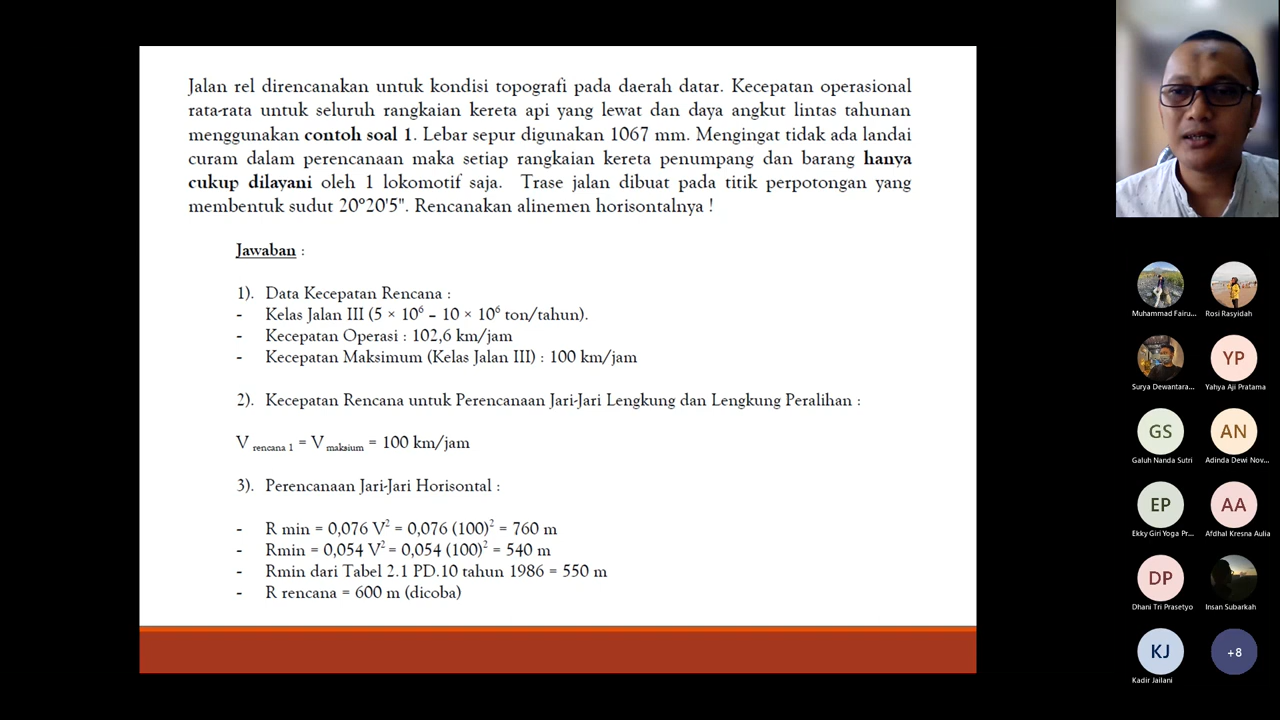 Jalan rel direncanakan untuk kondisi topografi pada daerah datar. Kecepatan operasional
rata-rata untuk seluruh rangkaian kereta api yang lewat dan daya angkut lintas tahunan
menggunakan contoh soal 1. Lebar sepur digunakan 1067 mm. Mengingat tidak ada landai
curam dalam perencanaan maka setiap rangkaian kereta penumpang dan barang hanya
cukup dilayani oleh 1 lokomotif saja. Trase jalan dibuat pada titik perpotongan yang
membentuk sudut 20°20'5". Rencanakan alinemen horisontalnya !
Jawaban :
1). Data Kecepatan Rencana :
- Kelas Jalan III (5 × 10⁶ – 10 × 10⁶ ton/tahun).
- Kecepatan Operasi : 102,6 km/jam
- Kecepatan Maksimum (Kelas Jalan III) : 100 km/jam
2). Kecepatan Rencana untuk Perencanaan Jari-Jari Lengkung dan Lengkung Peralihan :
V rencana 1 = V maksium = 100 km/jam
3). Perencanaan Jari-Jari Horisontal :
- R min = 0,076 V² = 0,076 (100)² = 760 m
- Rmin = 0,054 V² = 0,054 (100)² = 540 m
- Rmin dari Tabel 2.1 PD.10 tahun 1986 = 550 m
- R rencana = 600 m (dicoba)
Muhammad Fairu...
Rosi Rasyidah
YP
Surya Dewantara...
Yahya Aji Pratama
GS
AN
Galuh Nanda Sutri
Adinda Dewi Nov...
EP
AA
Ekky Giri Yoga Pr...
Afdhal Kresna Aulia
DP
Dhani Tri Prasetyo
Insan Subarkah
KJ
+8
Kadir Jailani